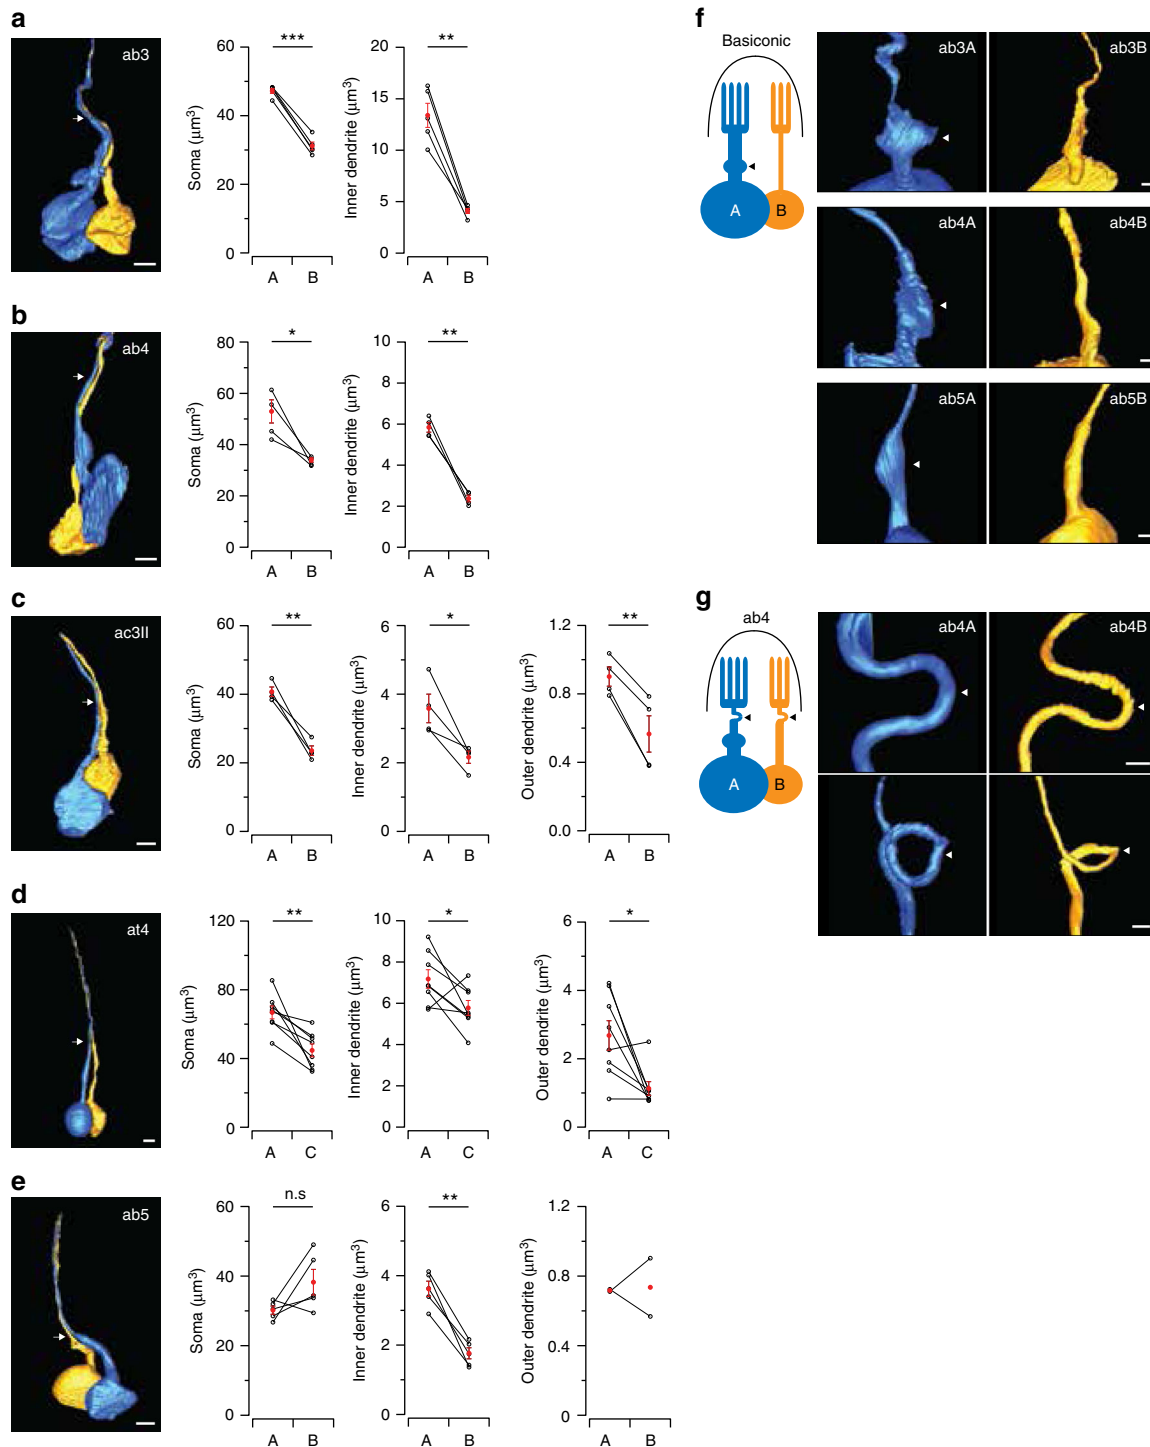 a
ab3
***
Soma (μm³)
60
40
20
0
A B
**
Inner dendrite (μm³)
20
15
10
5
0
A B
b
ab4
*
Soma (μm³)
80
60
40
20
0
A B
**
Inner dendrite (μm³)
10
8
6
4
2
0
A B
c
ac3II
**
Soma (μm³)
60
40
20
0
A B
*
Inner dendrite (μm³)
6
4
2
0
A B
**
Outer dendrite (μm³)
1.2
0.8
0.4
0.0
A B
d
at4
**
Soma (μm³)
120
80
40
0
A C
*
Inner dendrite (μm³)
10
8
6
4
2
0
A C
*
Outer dendrite (μm³)
6
4
2
0
A C
e
ab5
n.s
Soma (μm³)
60
40
20
0
A B
**
Inner dendrite (μm³)
6
4
2
0
A B
Outer dendrite (μm³)
1.2
0.8
0.4
0
A B
f
Basiconic
A B
ab3A
ab3B
ab4A
ab4B
ab5A
ab5B
g
ab4
A B
ab4A
ab4B